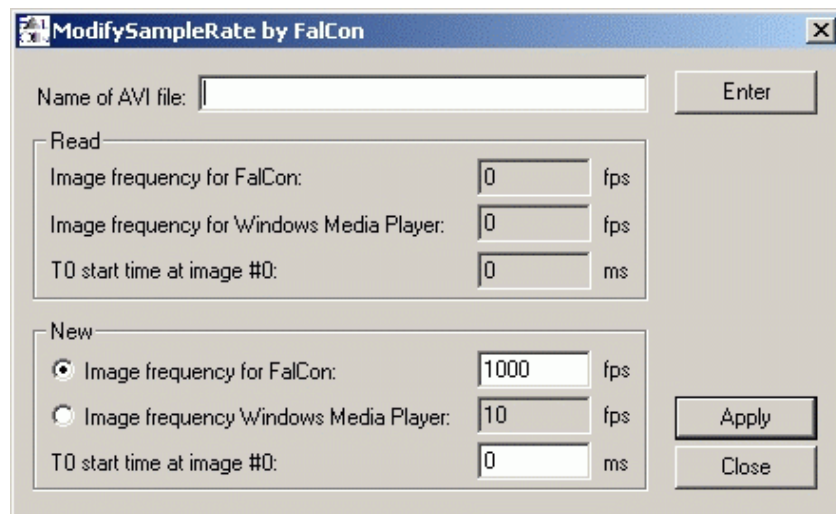 ModifySampleRate by FalCon
Name of AVI file: Enter
Read
Image frequency for FalCon: 0 fps
Image frequency for Windows Media Player: 0 fps
T0 start time at image #0: 0 ms
New
Image frequency for FalCon: 1000 fps
Image frequency Windows Media Player: 10 fps
Apply
T0 start time at image #0: 0 ms
Close